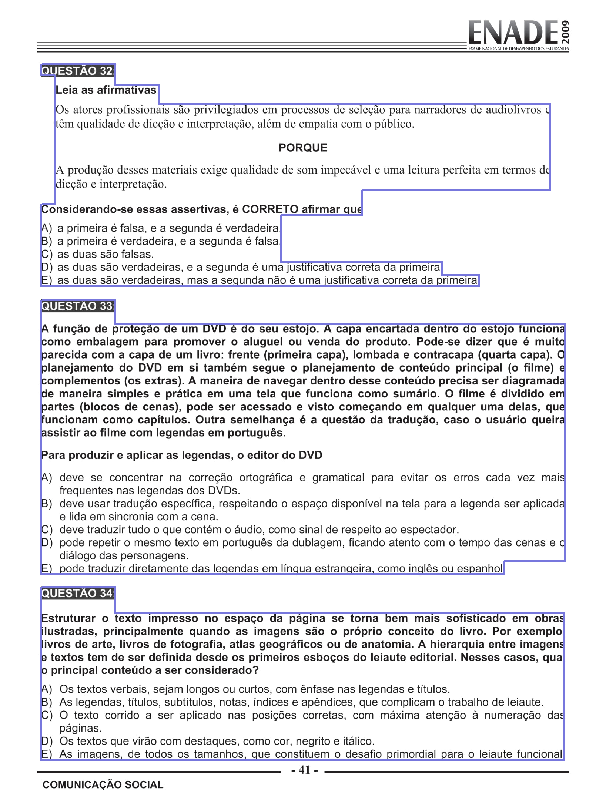 ENADE 2009
EXAME NACIONAL DE DESEMPENHO DOS ESTUDANTES
QUESTÃO 32
Leia as afirmativas
Os atores profissionais são privilegiados em processos de seleção para narradores de audiolivros e
têm qualidade de dicção e interpretação, além de empatia com o público.
PORQUE
A produção desses materiais exige qualidade de som impecável e uma leitura perfeita em termos de
dicção e interpretação.
Considerando-se essas assertivas, é CORRETO afirmar que
A) a primeira é falsa, e a segunda é verdadeira.
B) a primeira é verdadeira, e a segunda é falsa.
C) as duas são falsas.
D) as duas são verdadeiras, e a segunda é uma justificativa correta da primeira.
E) as duas são verdadeiras, mas a segunda não é uma justificativa correta da primeira.
QUESTÃO 33
A função de proteção de um DVD é do seu estojo. A capa encartada dentro do estojo funciona
como embalagem para promover o aluguel ou venda do produto. Pode-se dizer que é muito
parecida com a capa de um livro: frente (primeira capa), lombada e contracapa (quarta capa). O
planejamento do DVD em si também segue o planejamento de conteúdo principal (o filme) e
complementos (os extras). A maneira de navegar dentro desse conteúdo precisa ser diagramada
de maneira simples e prática em uma tela que funciona como sumário. O filme é dividido em
partes (blocos de cenas), pode ser acessado e visto começando em qualquer uma delas, que
funcionam como capítulos. Outra semelhança é a questão da tradução, caso o usuário queira
assistir ao filme com legendas em português.
Para produzir e aplicar as legendas, o editor do DVD
A) deve se concentrar na correção ortográfica e gramatical para evitar os erros cada vez mais
frequentes nas legendas dos DVDs.
B) deve usar tradução específica, respeitando o espaço disponível na tela para a legenda ser aplicada
e lida em sincronia com a cena.
C) deve traduzir tudo o que contém o áudio, como sinal de respeito ao espectador.
D) pode repetir o mesmo texto em português da dublagem, ficando atento com o tempo das cenas e o
diálogo das personagens.
E) pode traduzir diretamente das legendas em língua estrangeira, como inglês ou espanhol.
QUESTÃO 34
Estruturar o texto impresso no espaço da página se torna bem mais sofisticado em obras
ilustradas, principalmente quando as imagens são o próprio conceito do livro. Por exemplo:
livros de arte, livros de fotografia, atlas geográficos ou de anatomia. A hierarquia entre imagens
e textos tem de ser definida desde os primeiros esboços do leiaute editorial. Nesses casos, qual
o principal conteúdo a ser considerado?
A) Os textos verbais, sejam longos ou curtos, com ênfase nas legendas e títulos.
B) As legendas, títulos, subtítulos, notas, índices e apêndices, que complicam o trabalho de leiaute.
C) O texto corrido a ser aplicado nas posições corretas, com máxima atenção à numeração das
páginas.
D) Os textos que virão com destaques, como cor, negrito e itálico.
E) As imagens, de todos os tamanhos, que constituem o desafio primordial para o leiaute funcional.
- 41 -
COMUNICAÇÃO SOCIAL